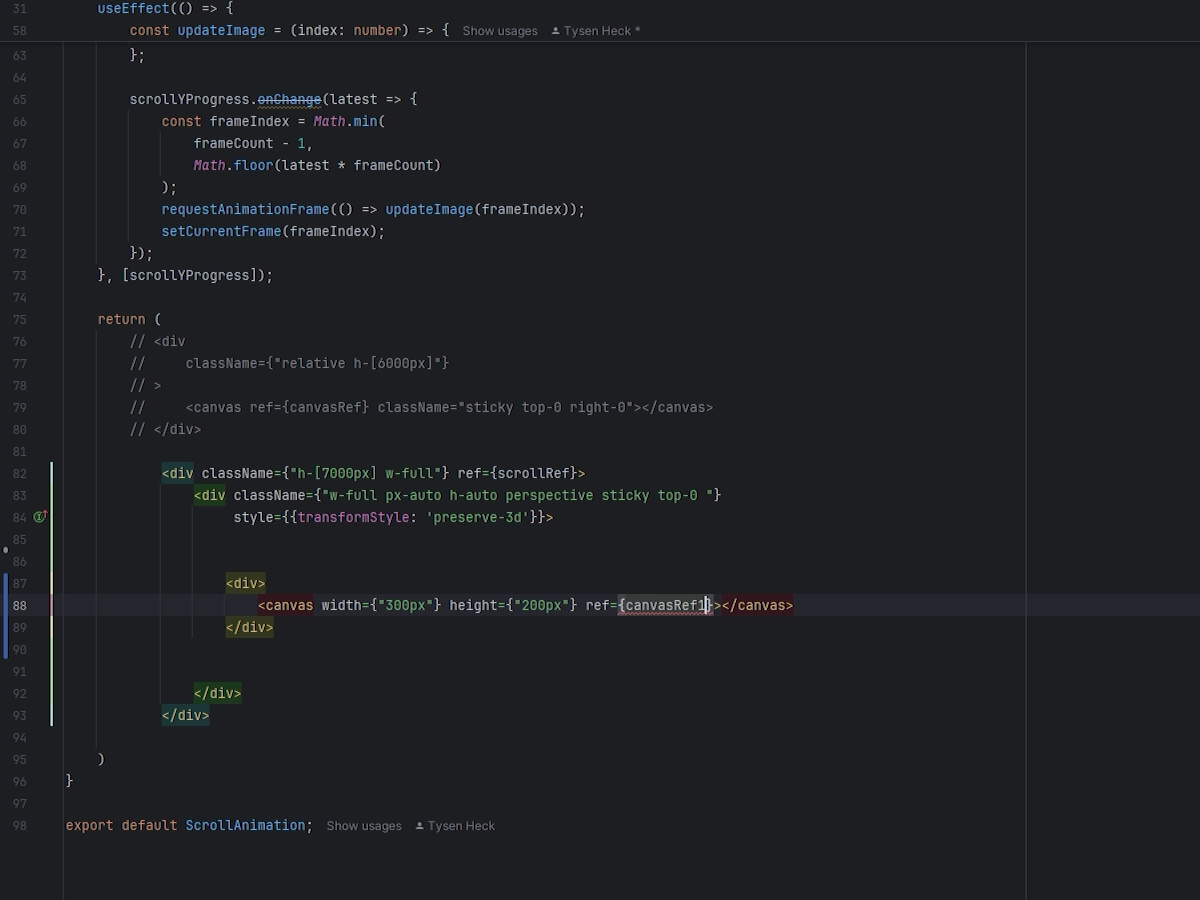 31 useEffect(() => {
58 const updateImage = (index: number) => { Show usages Tysen Heck *
63 };
64
65 scrollYProgress.onChange(latest => {
66 const frameIndex = Math.min(
67 frameCount - 1,
68 Math.floor(latest * frameCount)
69 );
70 requestAnimationFrame(() => updateImage(frameIndex));
71 setCurrentFrame(frameIndex);
72 });
73 }, [scrollYProgress]);
74
75 return (
76 // <div
77 // className={"relative h-[6000px]"}
78 // >
79 // <canvas ref={canvasRef} className="sticky top-0 right-0"></canvas>
80 // </div>
81
82 <div className={"h-[7000px] w-full"} ref={scrollRef}>
83 <div className={"w-full px-auto h-auto perspective sticky top-0 "}
84 style={{transformStyle: 'preserve-3d'}}>
85
86
87 <div>
88 <canvas width={"300px"} height={"200px"} ref={canvasRef1}></canvas>
89 </div>
90
91
92 </div>
93 </div>
94
95 )
96 }
97
98 export default ScrollAnimation; Show usages Tysen Heck